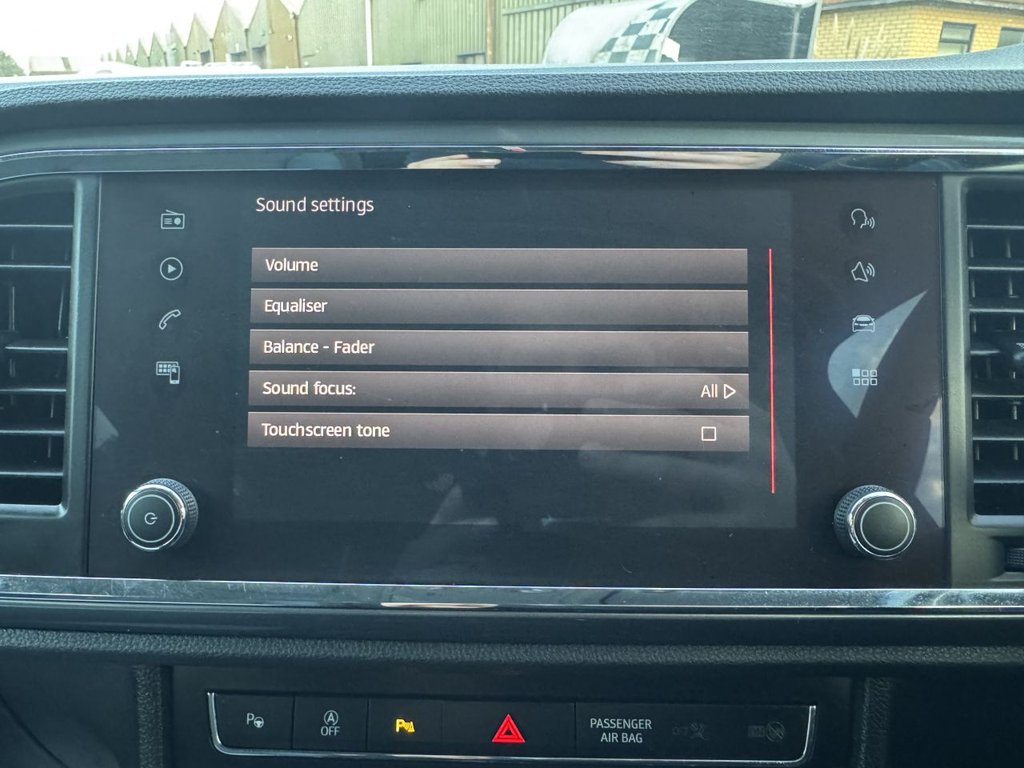 Sound settings
Volume
Equaliser
Balance - Fader
Sound focus: All
Touchscreen tone
P
A
OFF
P
PASSENGER
AIR BAG